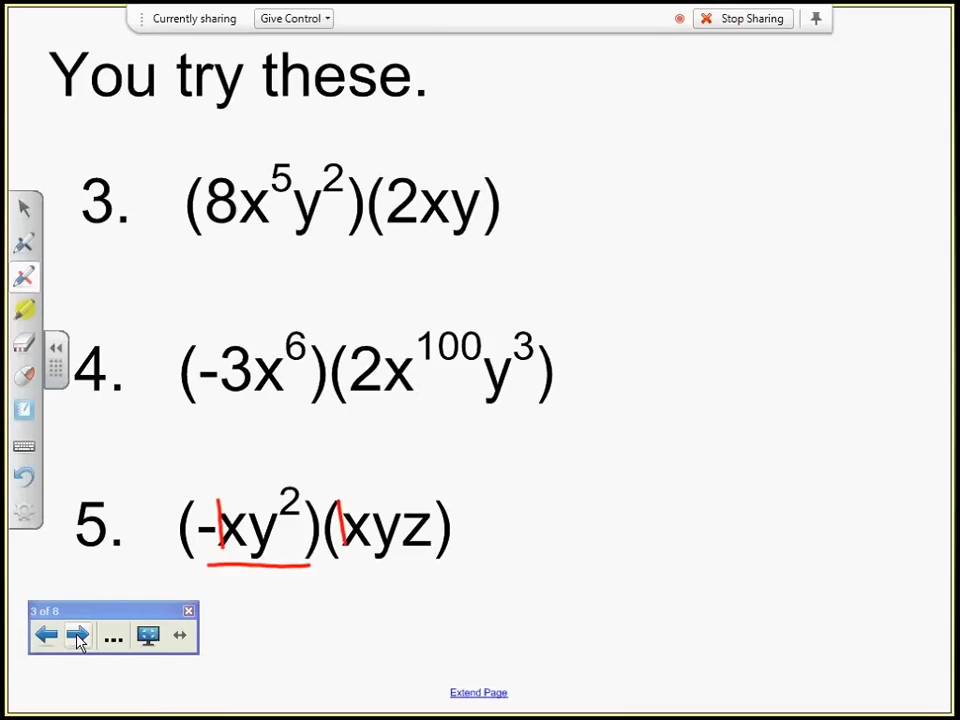 Currently sharing Give Control Stop Sharing
You try these.
3. (8x⁵y²)(2xy)
4. (-3x⁶)(2x¹⁰⁰y³)
5. (-xy²)(xyz)
3 of 8
...
Extend Page